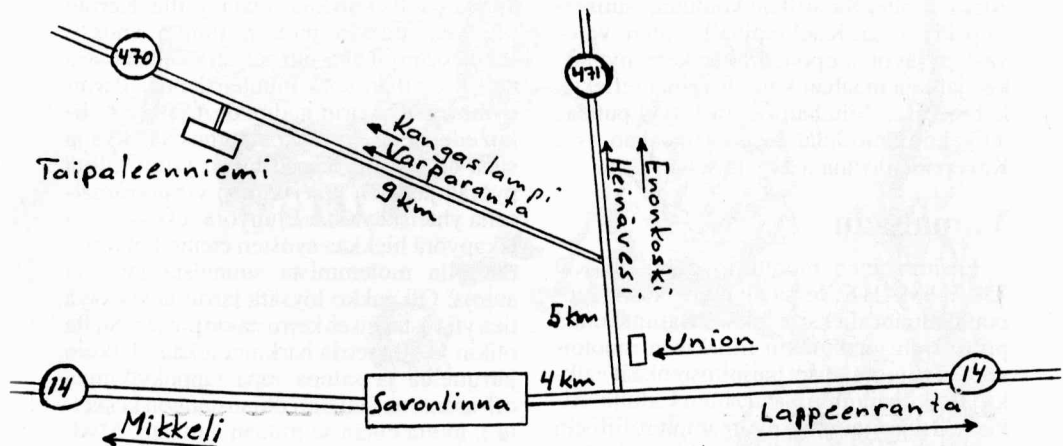 470
471
Kangaslampi
Varparanta
9 km
Taipaleenniemi
Heinävesi
Enonkoski
5 km
Union
14
Savonlinna
4 km
14
Mikkeli
Lappeenranta